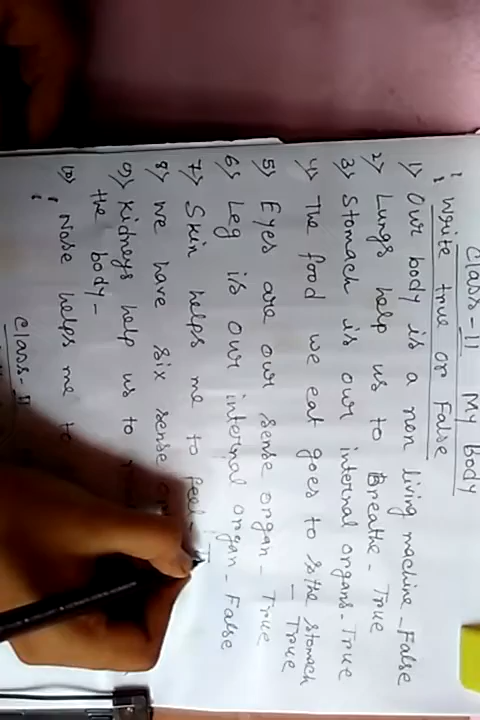 Class-II My Body
Write true or False
1) Our body is a non living machine - False
2) Lungs help us to Breathe - True
3) Stomach is our internal organs - True
4) The food we eat goes to the stomach
- True
5) Eyes are our sense organ - True
6) Leg is our internal organ - False
7) Skin helps me to feel - T
8) We have six sense
9) Kidneys help us to
the body -
10) Nose helps me to
Class-II